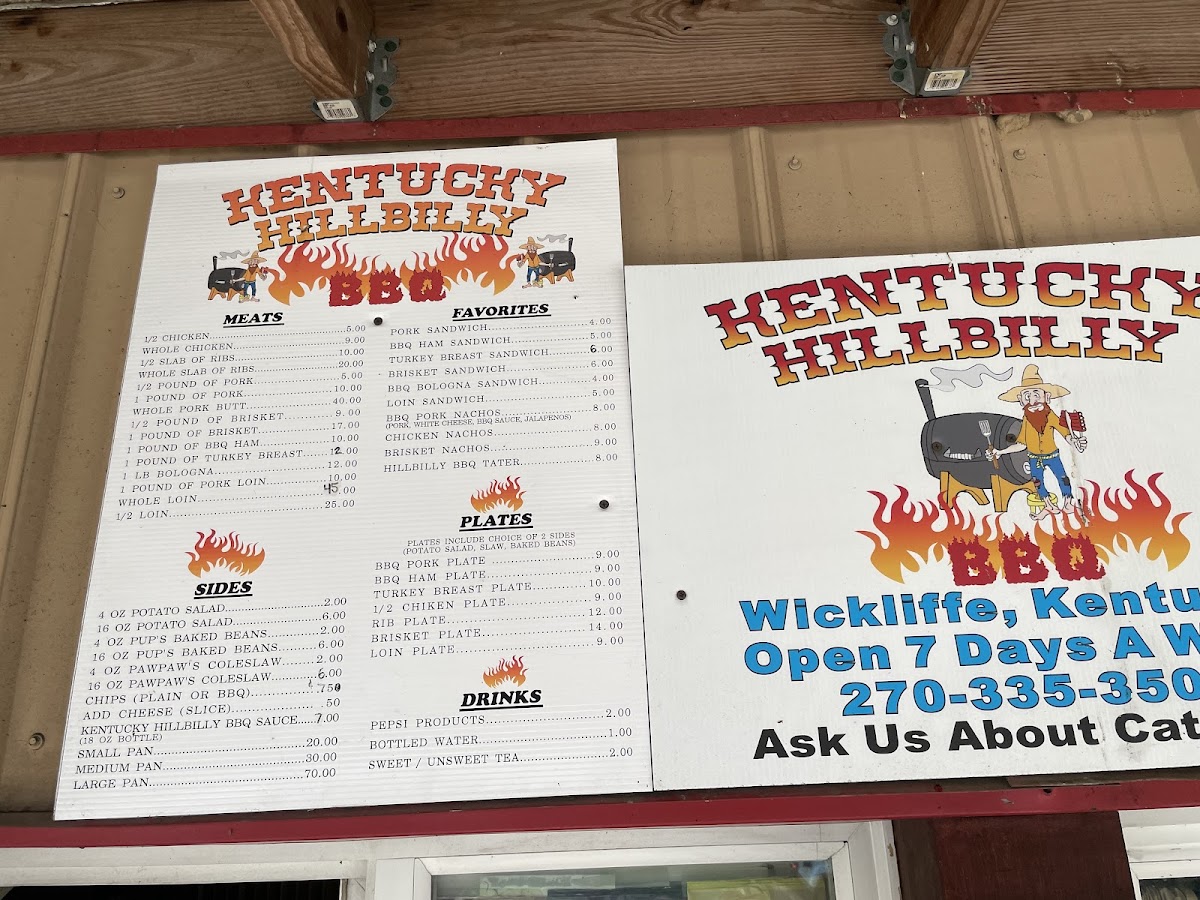 KENTUCKY
HILLBILLY
BBQ
MEATS
1/2 CHICKEN 5.00
WHOLE CHICKEN 9.00
1/2 SLAB OF RIBS 10.00
WHOLE SLAB OF RIBS 20.00
1/2 POUND OF PORK 5.00
1 POUND OF PORK 10.00
WHOLE PORK BUTT 40.00
1/2 POUND OF BRISKET 9.00
1 POUND OF BRISKET 17.00
1 POUND OF BBQ HAM 10.00
1 POUND OF TURKEY BREAST 12.00
1 LB BOLOGNA 12.00
1 POUND OF PORK LOIN 10.00
WHOLE LOIN 45.00
1/2 LOIN 25.00
SIDES
4 OZ POTATO SALAD 2.00
16 OZ POTATO SALAD 6.00
4 OZ PUP'S BAKED BEANS 2.00
16 OZ PUP'S BAKED BEANS 6.00
4 OZ PAWPAW'S COLESLAW 2.00
16 OZ PAWPAW'S COLESLAW 6.00
CHIPS (PLAIN OR BBQ)
ADD CHEESE (SLICE) .50
KENTUCKY HILLBILLY BBQ SAUCE 7.00
(18 OZ BOTTLE)
SMALL PAN 20.00
MEDIUM PAN 30.00
LARGE PAN 70.00
FAVORITES
PORK SANDWICH 4.00
BBQ HAM SANDWICH 5.00
TURKEY BREAST SANDWICH 6.00
BRISKET SANDWICH 6.00
BBQ BOLOGNA SANDWICH 4.00
LOIN SANDWICH 5.00
BBQ PORK NACHOS 8.00
(PORK, WHITE CHEESE, BBQ SAUCE, JALAPENOS)
CHICKEN NACHOS 8.00
BRISKET NACHOS 9.00
HILLBILLY BBQ TATER 8.00
PLATES
PLATES INCLUDE CHOICE OF 2 SIDES
(POTATO SALAD, SLAW, BAKED BEANS)
BBQ PORK PLATE 9.00
BBQ HAM PLATE 9.00
TURKEY BREAST PLATE 10.00
1/2 CHIKEN PLATE 9.00
RIB PLATE 12.00
BRISKET PLATE 14.00
LOIN PLATE 9.00
DRINKS
PEPSI PRODUCTS 2.00
BOTTLED WATER 1.00
SWEET / UNSWEET TEA 2.00
KENTUCKY
HILLBILLY
BBQ
Wickliffe, Kentu
Open 7 Days A W
270-335-350
Ask Us About Cat